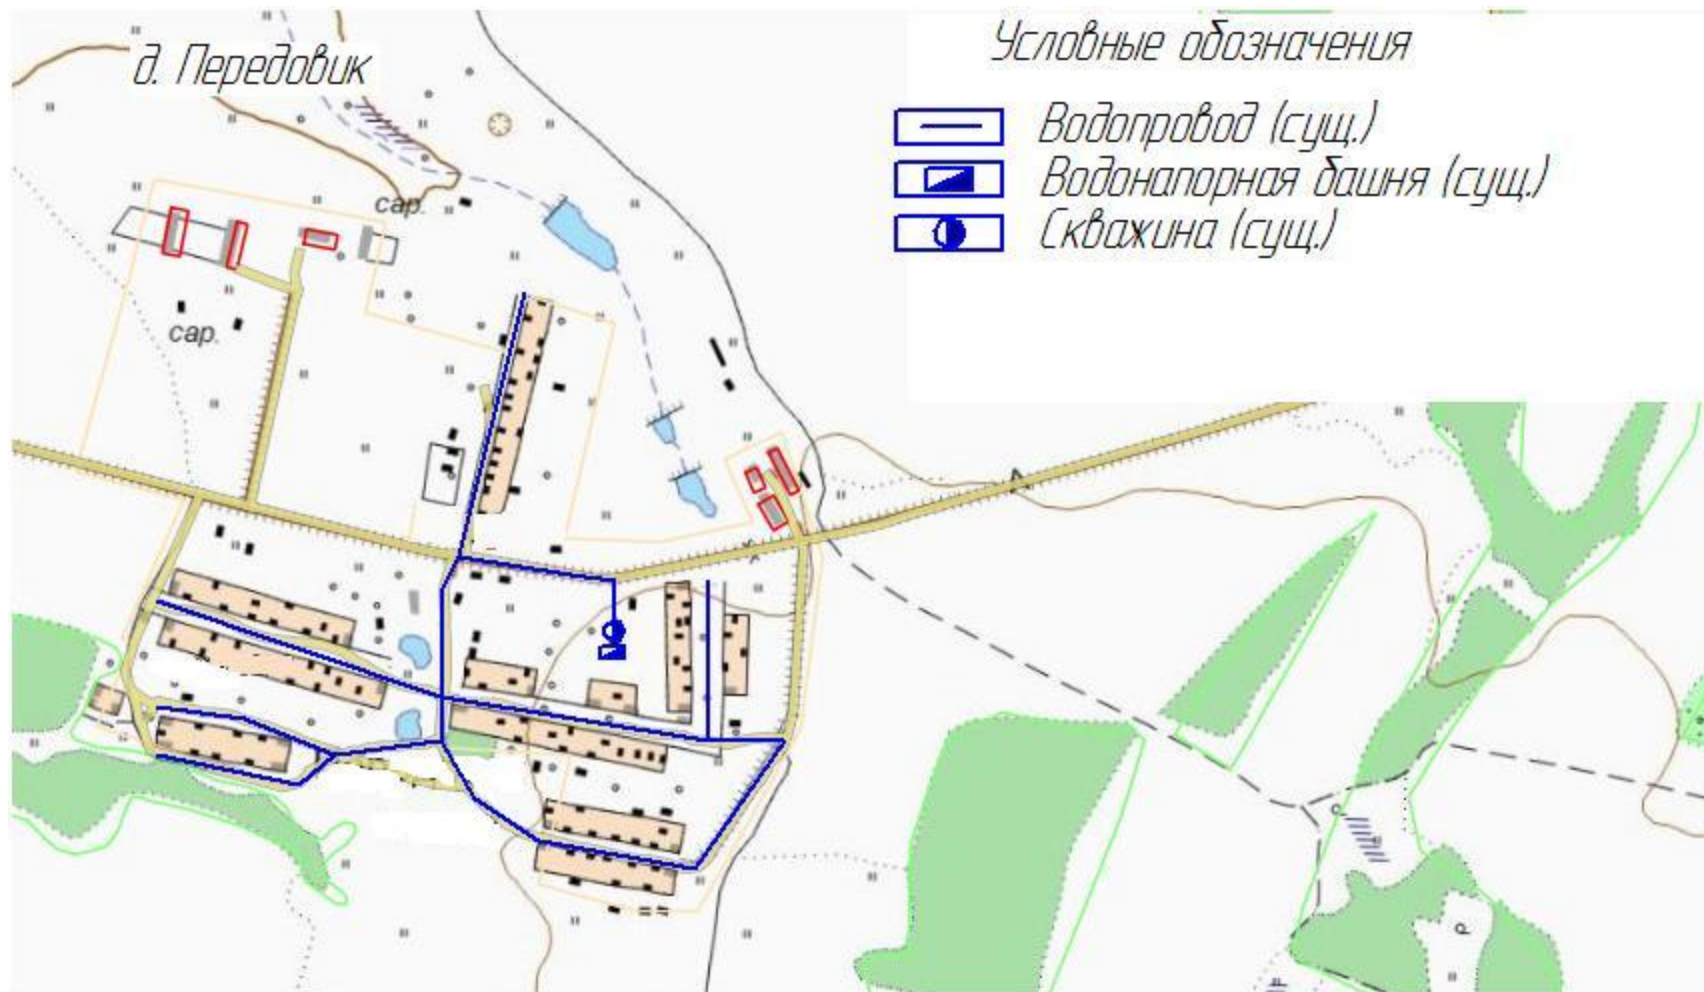 Условные обозначения
д. Передовик
Водопровод (сущ.)
Водонапорная башня (сущ.)
Скважина (сущ.)
сар.
сар.